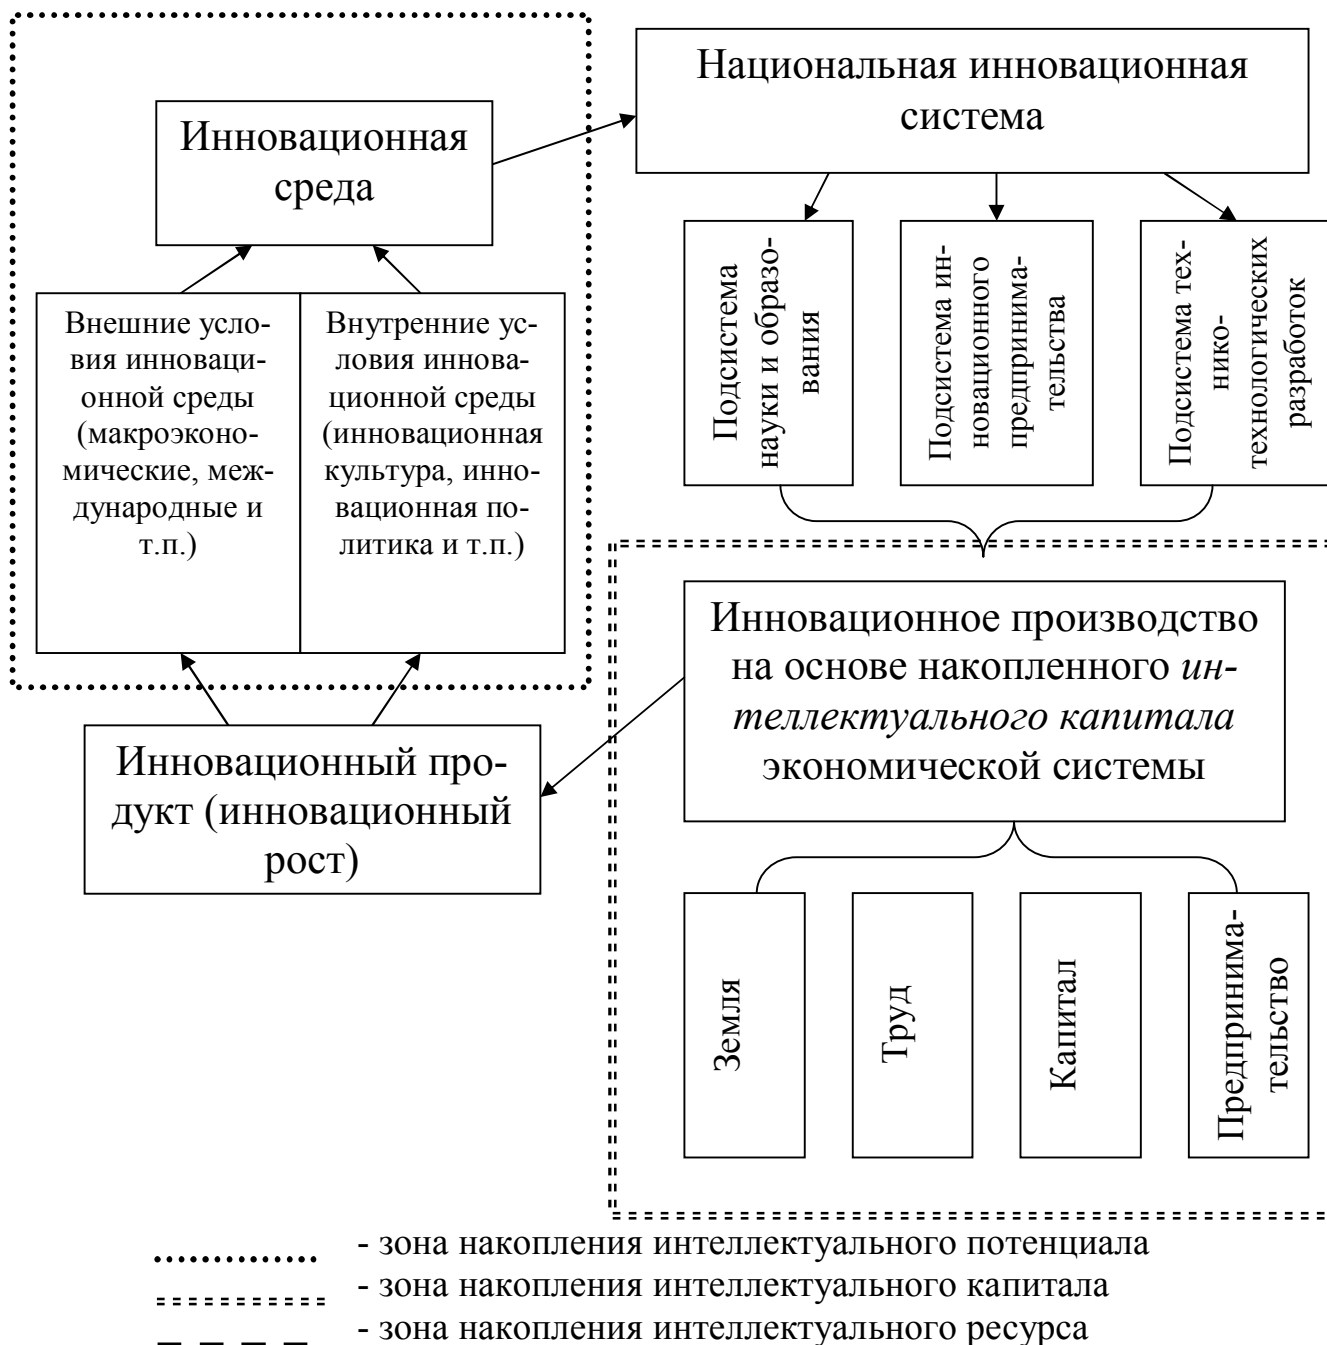 Национальная инновационная
система
Инновационная
среда
Внешние усло-
вия инноваци-
онной среды
(макроэконо-
мические, меж-
дународные и
т.п.)
Внутренние ус-
ловия иннова-
ционной среды
(инновационная
культура, инно-
вационная по-
литика и т.п.)
Подсистема
науки и образо-
вания
Подсистема ин-
новационного
предпринима-
тельства
Подсистема тех-
нико-
технологических
разработок
Инновационное производство
на основе накопленного ин-
теллектуального капитала
экономической системы
Инновационный про-
дукт (инновационный
рост)
Земля
Труд
Капитал
Предпринима-
тельство
- зона накопления интеллектуального потенциала
- зона накопления интеллектуального капитала
- зона накопления интеллектуального ресурса